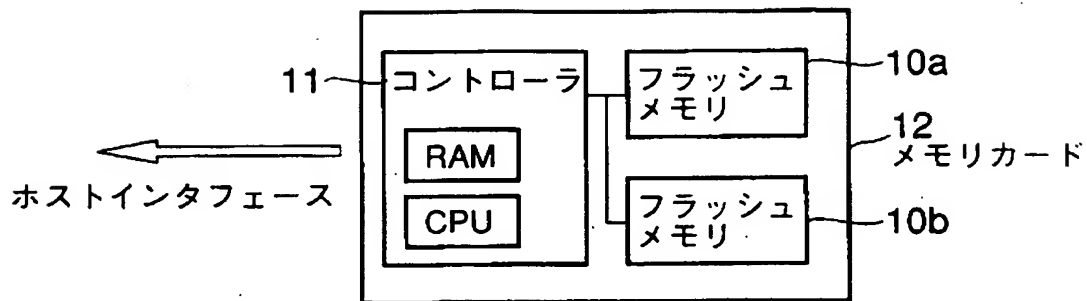 11
コントローラ
RAM
CPU
フラッシュ
メモリ
10a
フラッシュ
メモリ
10b
12
メモリカード
ホストインタフェース